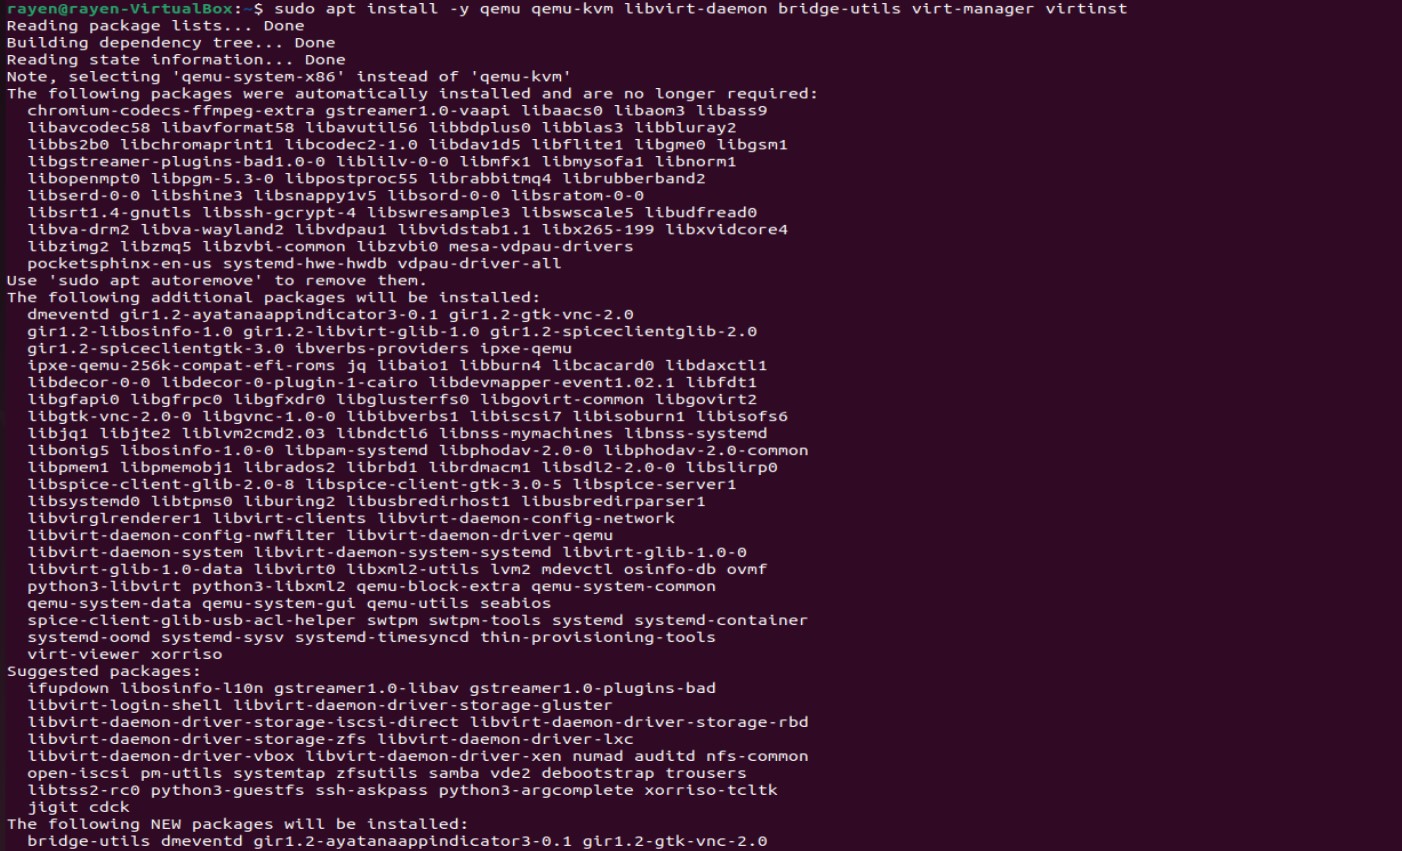 rayen@rayen-VirtualBox:~$ sudo apt install -y qemu qemu-kvm libvirt-daemon bridge-utils virt-manager virtinst
Reading package lists... Done
Building dependency tree... Done
Reading state information... Done
Note, selecting 'qemu-system-x86' instead of 'qemu-kvm'
The following packages were automatically installed and are no longer required:
  chromium-codecs-ffmpeg-extra gstreamer1.0-vaapi libaacs0 libaom3 libass9
  libavcodec58 libavformat58 libavutil56 libbdplus0 libblas3 libbluray2
  libbs2b0 libchromaprint1 libcodec2-1.0 libdav1d5 libflite1 libgme0 libgsm1
  libgstreamer-plugins-bad1.0-0 liblilv-0-0 libmfx1 libmysofa1 libnorm1
  libopenmpt0 libpgm-5.3-0 libpostproc55 librabbitmq4 librubberband2
  libserd-0-0 libshine3 libsnappy1v5 libsord-0-0 libsratom-0-0
  libsrt1.4-gnutls libssh-gcrypt-4 libswresample3 libswscale5 libudfread0
  libva-drm2 libva-wayland2 libvdpau1 libvidstab1.1 libx265-199 libxvidcore4
  libzimg2 libzmq5 libzvbi-common libzvbi0 mesa-vdpau-drivers
  pocketsphinx-en-us systemd-hwe-hwdb vdpau-driver-all
Use 'sudo apt autoremove' to remove them.
The following additional packages will be installed:
  dmeventd gir1.2-ayatanaappindicator3-0.1 gir1.2-gtk-vnc-2.0
  gir1.2-libosinfo-1.0 gir1.2-libvirt-glib-1.0 gir1.2-spiceclientglib-2.0
  gir1.2-spiceclientgtk-3.0 ibverbs-providers ipxe-qemu
  ipxe-qemu-256k-compat-efi-roms jq libaio1 libburn4 libcacard0 libdaxctl1
  libdecor-0-0 libdecor-0-plugin-1-cairo libdevmapper-event1.02.1 libfdt1
  libgfapi0 libgfrpc0 libgfxdr0 libglusterfs0 libgovirt-common libgovirt2
  libgtk-vnc-2.0-0 libgvnc-1.0-0 libibverbs1 libiscsi7 libisoburn1 libisofs6
  libjq1 libjte2 liblvm2cmd2.03 libndctl6 libnss-mymachines libnss-systemd
  libonig5 libosinfo-1.0-0 libpam-systemd libphodav-2.0-0 libphodav-2.0-common
  libpmem1 libpmemobj1 librados2 librbd1 librdmacm1 libsdl2-2.0-0 libslirp0
  libspice-client-glib-2.0-8 libspice-client-gtk-3.0-5 libspice-server1
  libsystemd0 libtpms0 liburing2 libusbredirhost1 libusbredirparser1
  libvirglrenderer1 libvirt-clients libvirt-daemon-config-network
  libvirt-daemon-config-nwfilter libvirt-daemon-driver-qemu
  libvirt-daemon-system libvirt-daemon-system-systemd libvirt-glib-1.0-0
  libvirt-glib-1.0-data libvirt0 libxml2-utils lvm2 mdevctl osinfo-db ovmf
  python3-libvirt python3-libxml2 qemu-block-extra qemu-system-common
  qemu-system-data qemu-system-gui qemu-utils seabios
  spice-client-glib-usb-acl-helper swtpm swtpm-tools systemd systemd-container
  systemd-oomd systemd-sysv systemd-timesyncd thin-provisioning-tools
  virt-viewer xorriso
Suggested packages:
  ifupdown libosinfo-l10n gstreamer1.0-libav gstreamer1.0-plugins-bad
  libvirt-login-shell libvirt-daemon-driver-storage-gluster
  libvirt-daemon-driver-storage-iscsi-direct libvirt-daemon-driver-storage-rbd
  libvirt-daemon-driver-storage-zfs libvirt-daemon-driver-lxc
  libvirt-daemon-driver-vbox libvirt-daemon-driver-xen numad auditd nfs-common
  open-iscsi pm-utils systemtap zfsutils samba vde2 debootstrap trousers
  libtss2-rc0 python3-guestfs ssh-askpass python3-argcomplete xorriso-tcltk
  jigit cdck
The following NEW packages will be installed:
  bridge-utils dmeventd gir1.2-ayatanaappindicator3-0.1 gir1.2-gtk-vnc-2.0